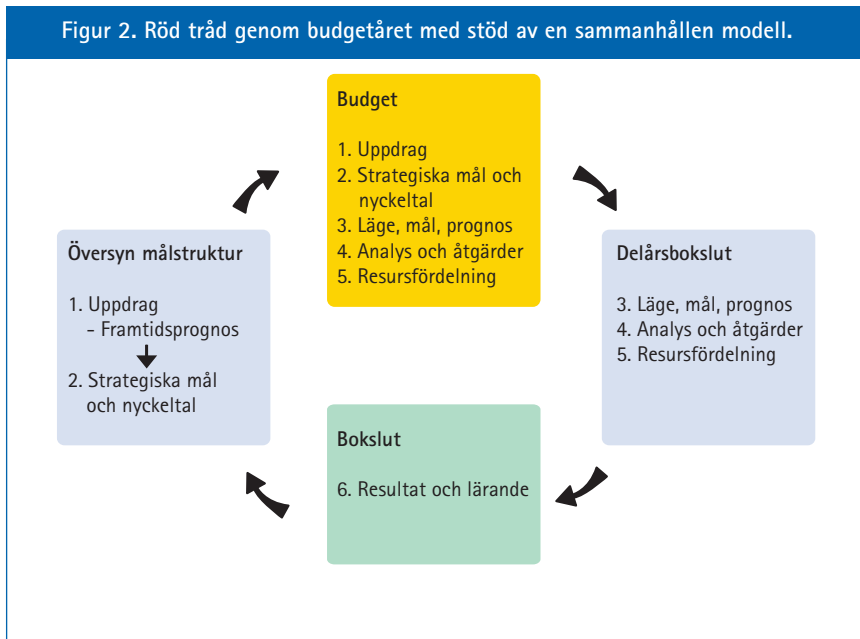 Figur 2. Röd tråd genom budgetåret med stöd av en sammanhållen modell.
Budget
1. Uppdrag
2. Strategiska mål och
nyckeltal
3. Läge, mål, prognos
4. Analys och åtgärder
5. Resursfördelning
Översyn målstruktur
1. Uppdrag
- Framtidsprognos
2. Strategiska mål
och nyckeltal
Delårsbokslut
3. Läge, mål, prognos
4. Analys och åtgärder
5. Resursfördelning
Bokslut
6. Resultat och lärande